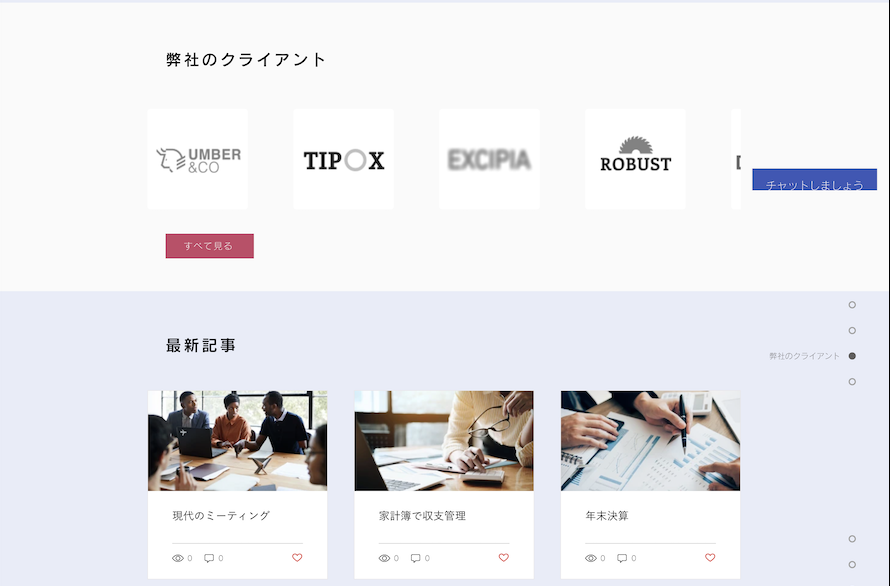 弊社のクライアント
UMBER
&CO
TIPOX
EXCIPIA
ROBUST
チャットしましょう
すべて見る
弊社のクライアント
最新記事
現代のミーティング
0 0
家計簿で収支管理
0 0
年末決算
0 0